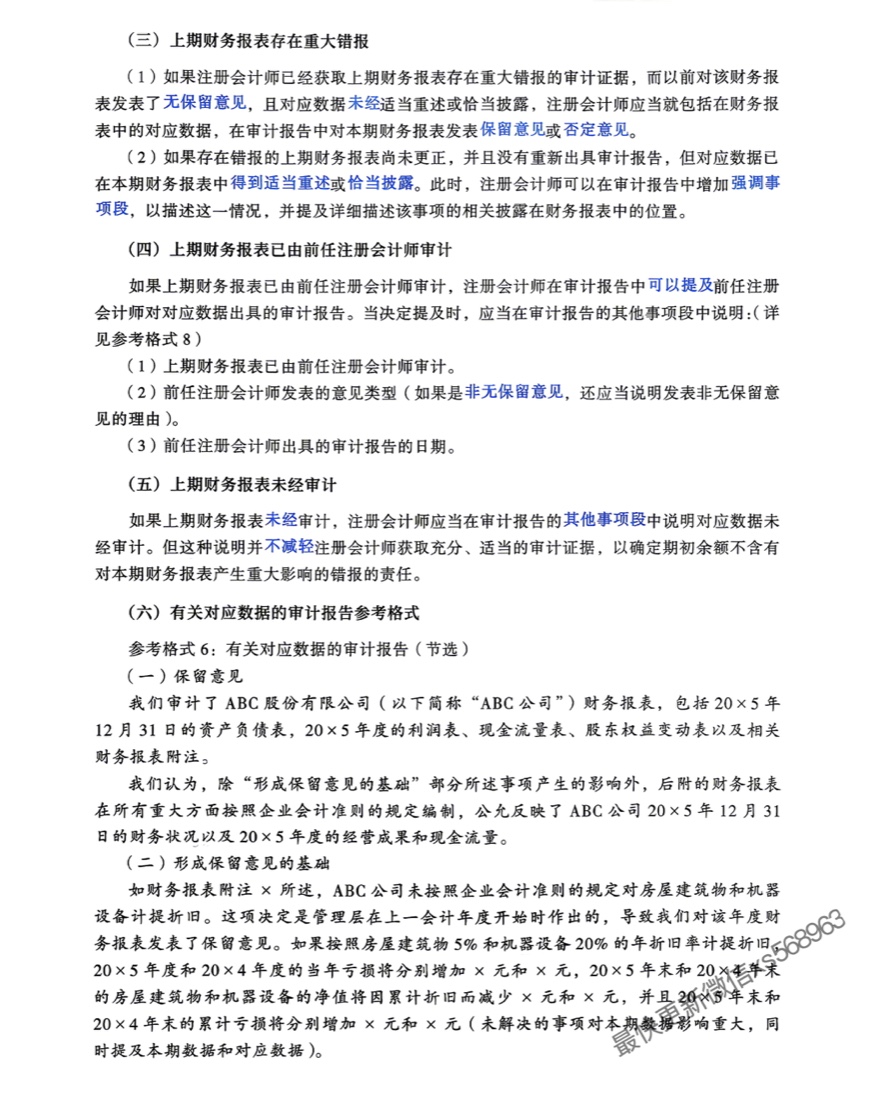 （三）上期财务报表存在重大错报
（1）如果注册会计师已经获取上期财务报表存在重大错报的审计证据，而以前对该财务报
表发表了无保留意见，且对应数据未经适当重述或恰当披露，注册会计师应当就包括在财务报
表中的对应数据，在审计报告中对本期财务报表发表保留意见或否定意见。
（2）如果存在错报的上期财务报表尚未更正，并且没有重新出具审计报告，但对应数据已
在本期财务报表中得到适当重述或恰当披露。此时，注册会计师可以在审计报告中增加强调事
项段，以描述这一情况，并提及详细描述该事项的相关披露在财务报表中的位置。
（四）上期财务报表已由前任注册会计师审计
如果上期财务报表已由前任注册会计师审计，注册会计师在审计报告中可以提及前任注册
会计师对对应数据出具的审计报告。当决定提及时，应当在审计报告的其他事项段中说明：（详
见参考格式8）
（1）上期财务报表已由前任注册会计师审计。
（2）前任注册会计师发表的意见类型（如果是非无保留意见，还应当说明发表非无保留意
见的理由）。
（3）前任注册会计师出具的审计报告的日期。
（五）上期财务报表未经审计
如果上期财务报表未经审计，注册会计师应当在审计报告的其他事项段中说明对应数据未
经审计。但这种说明并不减轻注册会计师获取充分、适当的审计证据，以确定期初余额不含有
对本期财务报表产生重大影响的错报的责任。
（六）有关对应数据的审计报告参考格式
参考格式6：有关对应数据的审计报告（节选）
（一）保留意见
我们审计了ABC股份有限公司（以下简称“ABC公司”）财务报表，包括20×5年
12月31日的资产负债表，20×5年度的利润表、现金流量表、股东权益变动表以及相关
财务报表附注。
我们认为，除“形成保留意见的基础”部分所述事项产生的影响外，后附的财务报表
在所有重大方面按照企业会计准则的规定编制，公允反映了ABC公司20×5年12月31
日的财务状况以及20×5年度的经营成果和现金流量。
（二）形成保留意见的基础
如财务报表附注×所述，ABC公司未按照企业会计准则的规定对房屋建筑物和机器
设备计提折旧。这项决定是管理层在上一会计年度开始时作出的，导致我们对该年度财
务报表发表了保留意见。如果按照房屋建筑物5%和机器设备20%的年折旧率计提折旧，
20×5年度和20×4年度的当年亏损将分别增加×元和×元，20×5年末和20×4年末
的房屋建筑物和机器设备的净值将因累计折旧而减少×元和×元，并且20×5年末和
20×4年末的累计亏损将分别增加×元和×元（未解决的事项对本期数据影响重大，同
时提及本期数据和对应数据）。
最快更新微信xs568963